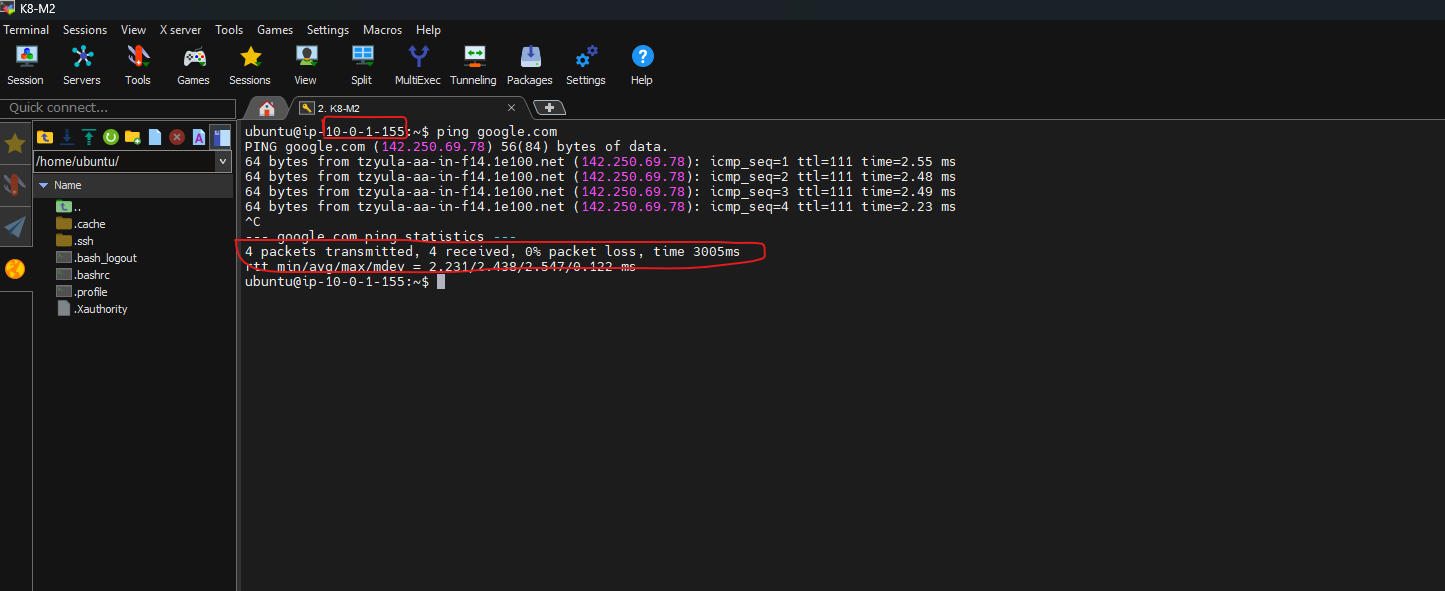 K8-M2
Terminal Sessions View X server Tools Games Settings Macros Help
Session Servers Tools Games Sessions View Split MultiExec Tunneling Packages Settings Help
Quick connect...
2. K8-M2
/home/ubuntu/
Name
..
.cache
.ssh
.bash_logout
.bashrc
.profile
.Xauthority
ubuntu@ip-10-0-1-155:~$ ping google.com
PING google.com (142.250.69.78) 56(84) bytes of data.
64 bytes from tzyula-aa-in-f14.1e100.net (142.250.69.78): icmp_seq=1 ttl=111 time=2.55 ms
64 bytes from tzyula-aa-in-f14.1e100.net (142.250.69.78): icmp_seq=2 ttl=111 time=2.48 ms
64 bytes from tzyula-aa-in-f14.1e100.net (142.250.69.78): icmp_seq=3 ttl=111 time=2.49 ms
64 bytes from tzyula-aa-in-f14.1e100.net (142.250.69.78): icmp_seq=4 ttl=111 time=2.23 ms
^C
--- google.com ping statistics ---
4 packets transmitted, 4 received, 0% packet loss, time 3005ms
rtt min/avg/max/mdev = 2.231/2.438/2.547/0.122 ms
ubuntu@ip-10-0-1-155:~$